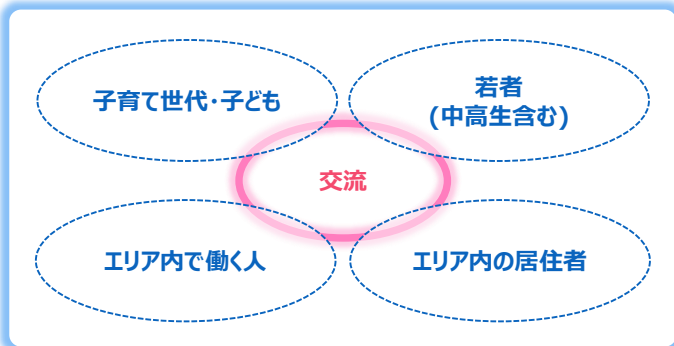 子育て世代・子ども
若者
(中高生含む)
交流
エリア内で働く人
エリア内の居住者